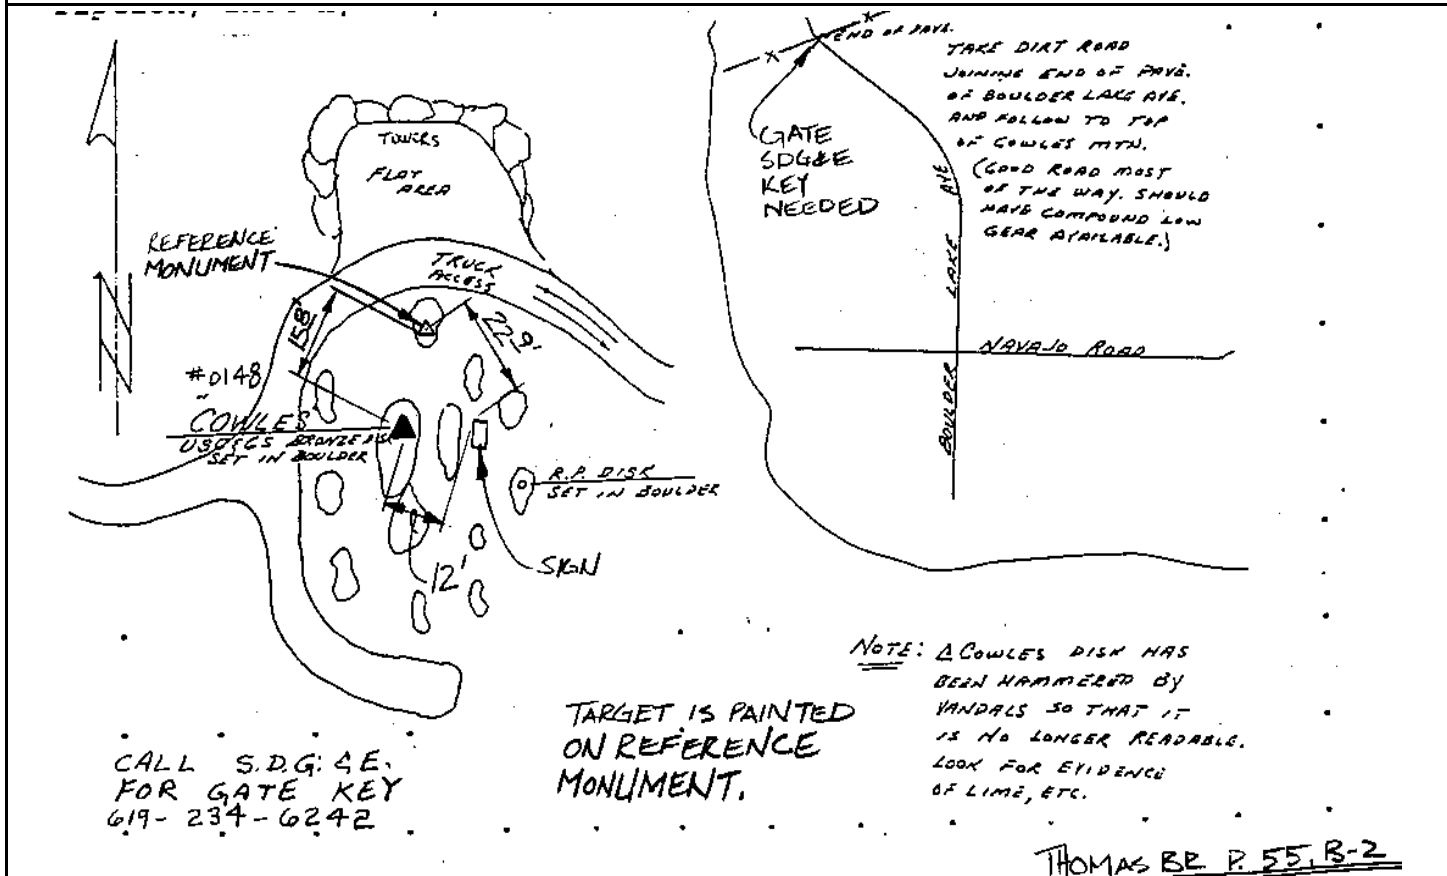 END OF PAVE.
TAKE DIRT ROAD
JOINING END OF PAVE.
OF BOULDER LAKE AVE.
AND FOLLOW TO TOP
OF COWLES MTN.
(GOOD ROAD MOST
OF THE WAY. SHOULD
HAVE COMPOUND LOW
GEAR AVAILABLE.)
GATE
SDG&E
KEY
NEEDED
TOWERS
FLAT
AREA
REFERENCE
MONUMENT
TRUCK
ACCESS
158
22.9'
#0148
COWLES
USC&GS BRONZE DISK
SET IN BOULDER
R.P. DISK
SET IN BOULDER
12'
SIGN
N
BOULDER LAKE AVE
NAVAJO ROAD
NOTE: △ COWLES DISK HAS
BEEN HAMMERED BY
VANDALS SO THAT IT
IS NO LONGER READABLE.
LOOK FOR EVIDENCE
OF LIME, ETC.
TARGET IS PAINTED
ON REFERENCE
MONUMENT.
CALL S.D.G. & E.
FOR GATE KEY
619-234-6242
THOMAS BR. P. 55, B-2